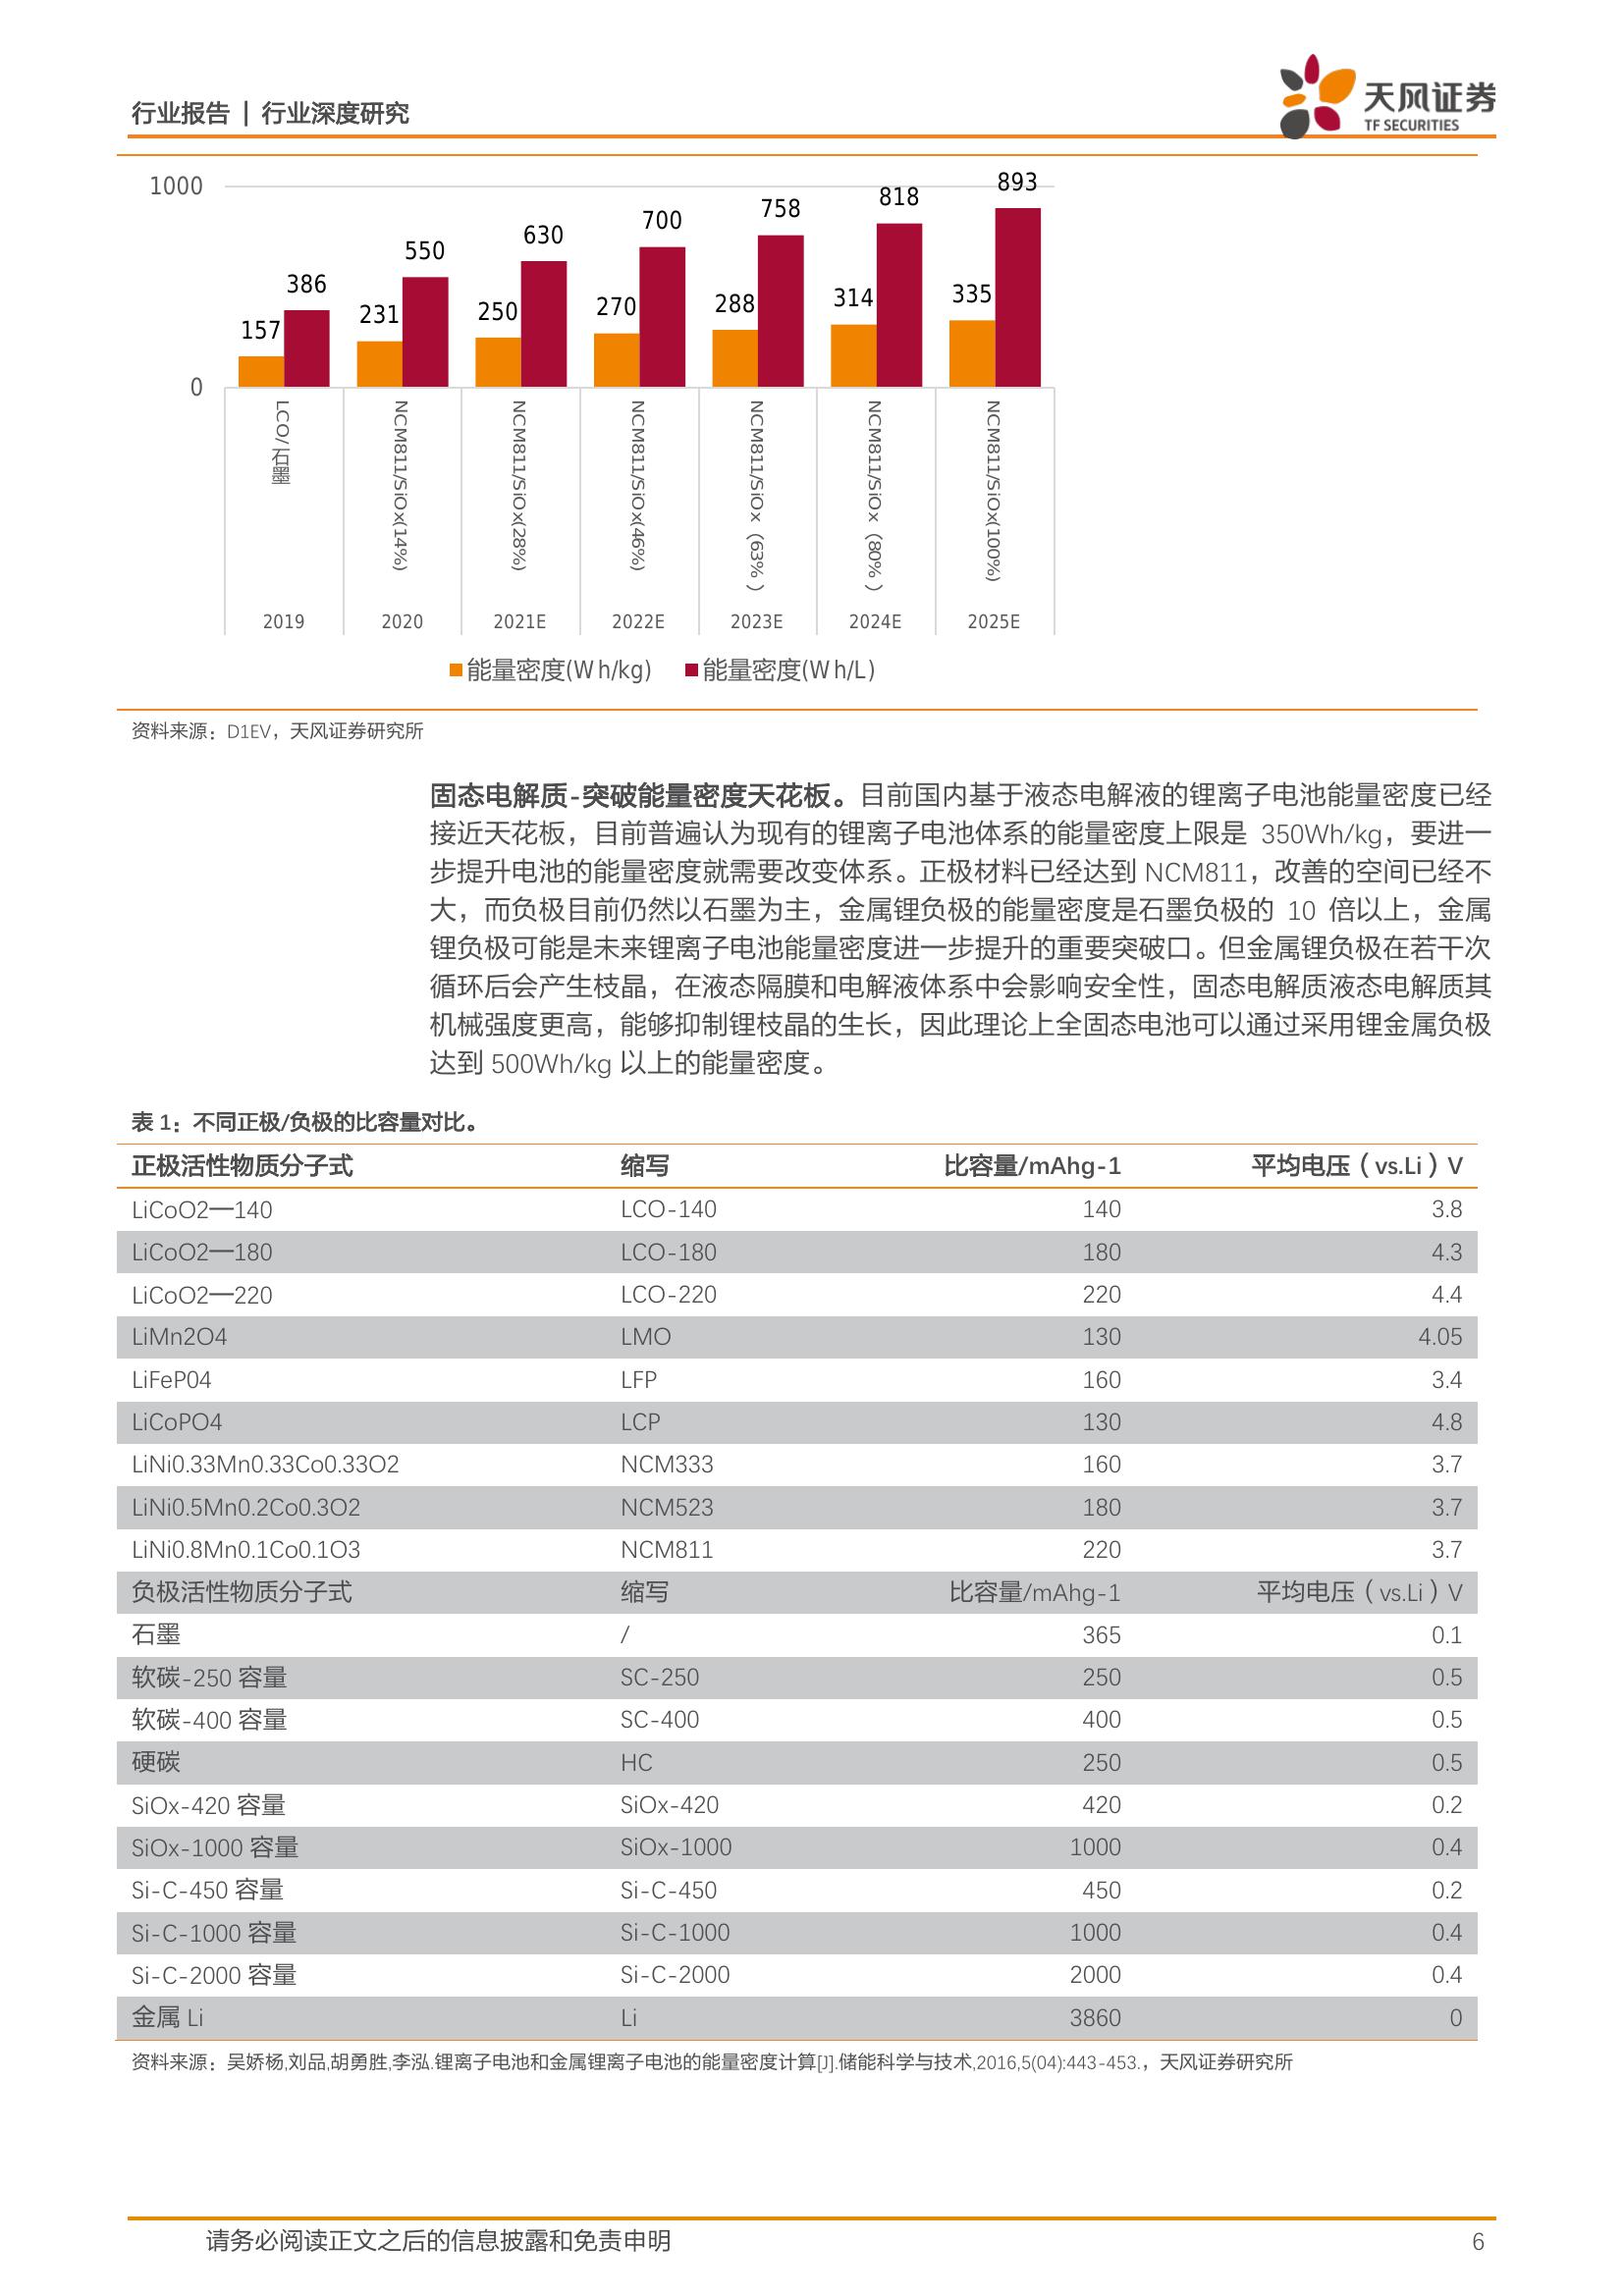 行业报告 | 行业深度研究
天风证券
TF SECURITIES
1000
0
157 386 231 550 250 630 270 700 288 758 314 818 335 893
LCO/石墨 NCM811/SiOx(14%) NCM811/SiOx(28%) NCM811/SiOx(46%) NCM811/SiOx（63%） NCM811/SiOx（80%） NCM811/SiOx(100%)
2019 2020 2021E 2022E 2023E 2024E 2025E
能量密度(Wh/kg) 能量密度(Wh/L)
资料来源：D1EV，天风证券研究所
固态电解质-突破能量密度天花板。目前国内基于液态电解液的锂离子电池能量密度已经
接近天花板，目前普遍认为现有的锂离子电池体系的能量密度上限是 350Wh/kg，要进一
步提升电池的能量密度就需要改变体系。正极材料已经达到 NCM811，改善的空间已经不
大，而负极目前仍然以石墨为主，金属锂负极的能量密度是石墨负极的 10 倍以上，金属
锂负极可能是未来锂离子电池能量密度进一步提升的重要突破口。但金属锂负极在若干次
循环后会产生枝晶，在液态隔膜和电解液体系中会影响安全性，固态电解质液态电解质其
机械强度更高，能够抑制锂枝晶的生长，因此理论上全固态电池可以通过采用锂金属负极
达到 500Wh/kg 以上的能量密度。
表 1：不同正极/负极的比容量对比。
正极活性物质分子式 缩写 比容量/mAhg-1 平均电压（vs.Li）V
LiCoO2—140 LCO-140 140 3.8
LiCoO2—180 LCO-180 180 4.3
LiCoO2—220 LCO-220 220 4.4
LiMn2O4 LMO 130 4.05
LiFeP04 LFP 160 3.4
LiCoPO4 LCP 130 4.8
LiNi0.33Mn0.33Co0.33O2 NCM333 160 3.7
LiNi0.5Mn0.2Co0.3O2 NCM523 180 3.7
LiNi0.8Mn0.1Co0.1O3 NCM811 220 3.7
负极活性物质分子式 缩写 比容量/mAhg-1 平均电压（vs.Li）V
石墨 / 365 0.1
软碳-250 容量 SC-250 250 0.5
软碳-400 容量 SC-400 400 0.5
硬碳 HC 250 0.5
SiOx-420 容量 SiOx-420 420 0.2
SiOx-1000 容量 SiOx-1000 1000 0.4
Si-C-450 容量 Si-C-450 450 0.2
Si-C-1000 容量 Si-C-1000 1000 0.4
Si-C-2000 容量 Si-C-2000 2000 0.4
金属 Li Li 3860 0
资料来源：吴娇杨,刘品,胡勇胜,李泓.锂离子电池和金属锂离子电池的能量密度计算[J].储能科学与技术,2016,5(04):443-453.，天风证券研究所
请务必阅读正文之后的信息披露和免责申明 6